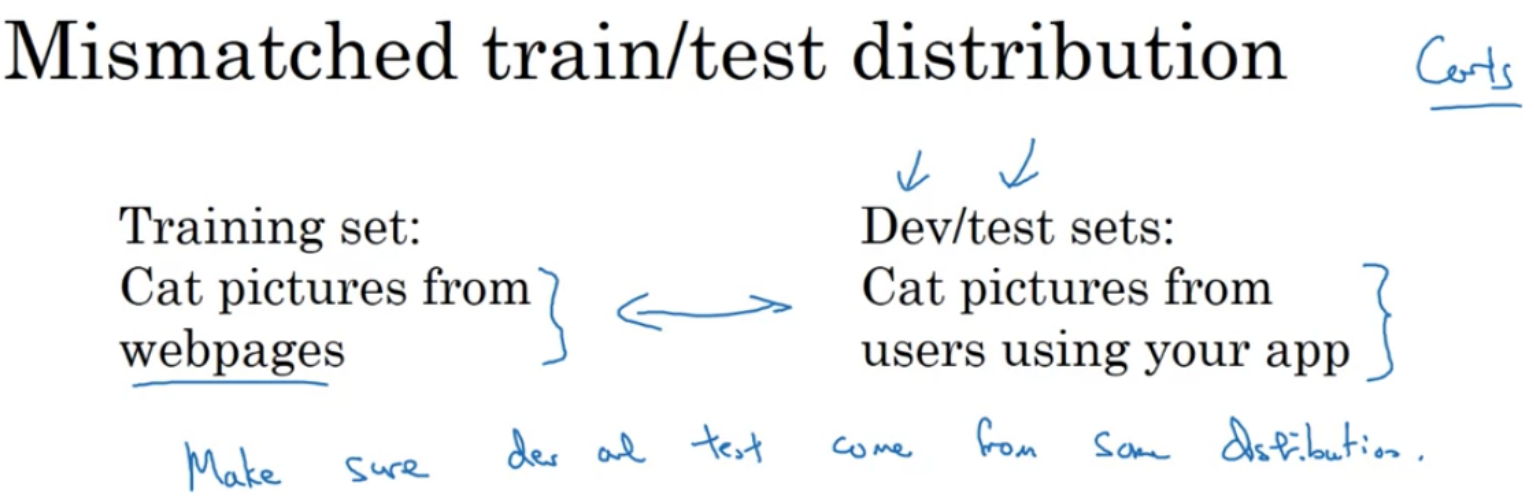 Mismatched train/test distribution
Cats
Training set:
Cat pictures from
webpages
Dev/test sets:
Cat pictures from
users using your app
Make sure dev and test come from same distribution.